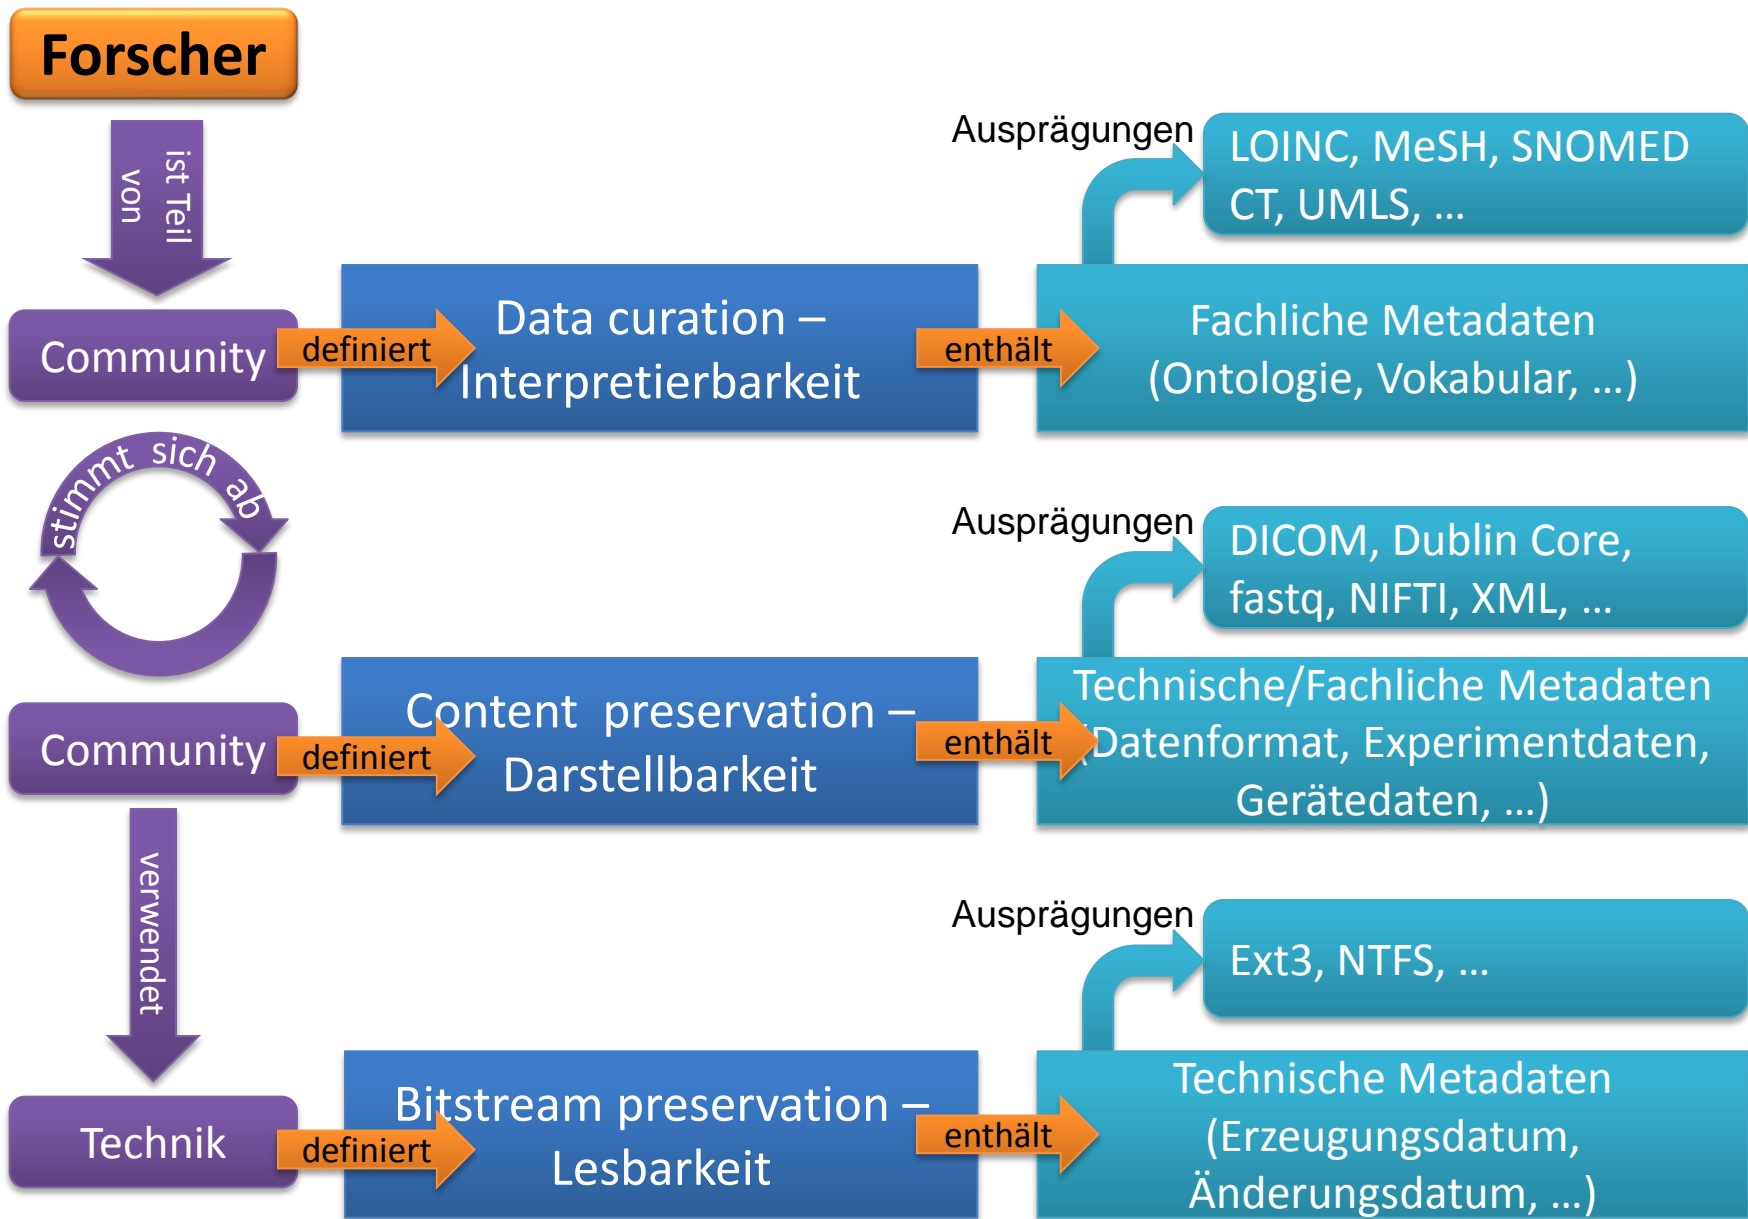 Forscher
ist Teil
von
Ausprägungen
LOINC, MeSH, SNOMED
CT, UMLS, ...
Community
definiert
Data curation –
Interpretierbarkeit
enthält
Fachliche Metadaten
(Ontologie, Vokabular, ...)
stimmt sich ab
Ausprägungen
DICOM, Dublin Core,
fastq, NIFTI, XML, ...
Community
definiert
Content preservation –
Darstellbarkeit
enthält
Technische/Fachliche Metadaten
(Datenformat, Experimentdaten,
Gerätedaten, ...)
verwendet
Ausprägungen
Ext3, NTFS, ...
Technik
definiert
Bitstream preservation –
Lesbarkeit
enthält
Technische Metadaten
(Erzeugungsdatum,
Änderungsdatum, ...)